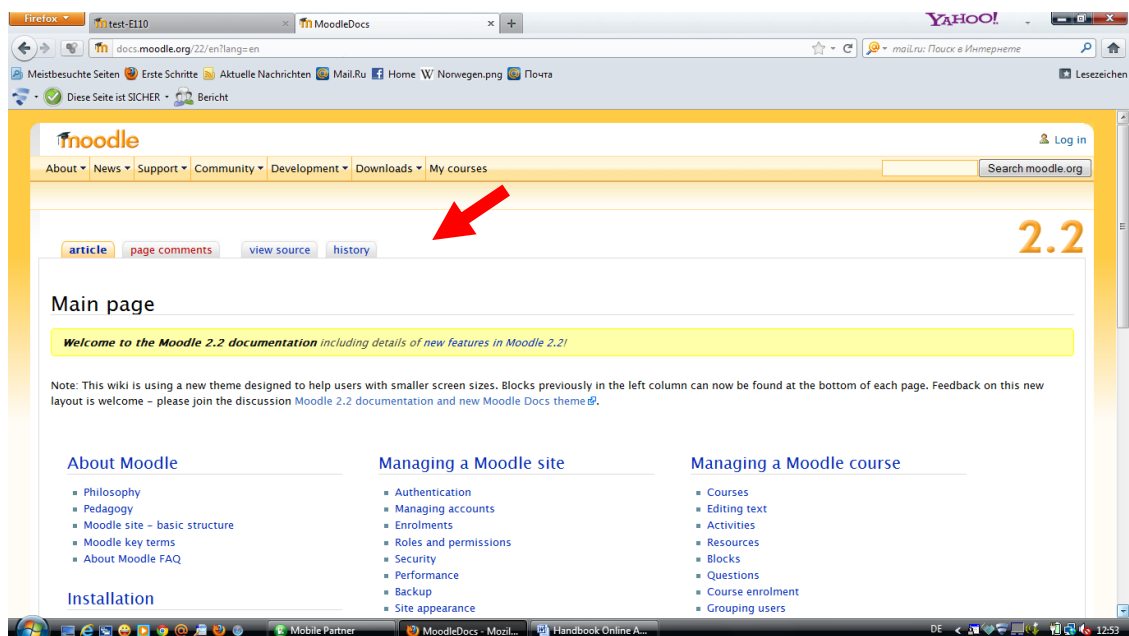 Firefox
test-E110
MoodleDocs
YAHOO!
docs.moodle.org/22/en?lang=en
mail.ru: Поиск в Интернете
Meistbesuchte Seiten Erste Schritte Aktuelle Nachrichten Mail.Ru Home Norwegen.png Почта
Lesezeichen
Diese Seite ist SICHER Bericht
moodle
Log in
About News Support Community Development Downloads My courses
Search moodle.org
article page comments view source history
2.2
Main page
Welcome to the Moodle 2.2 documentation including details of new features in Moodle 2.2!
Note: This wiki is using a new theme designed to help users with smaller screen sizes. Blocks previously in the left column can now be found at the bottom of each page. Feedback on this new
layout is welcome – please join the discussion Moodle 2.2 documentation and new Moodle Docs theme.
About Moodle
Philosophy
Pedagogy
Moodle site – basic structure
Moodle key terms
About Moodle FAQ
Installation
Managing a Moodle site
Authentication
Managing accounts
Enrolments
Roles and permissions
Security
Performance
Backup
Site appearance
Managing a Moodle course
Courses
Editing text
Activities
Resources
Blocks
Questions
Course enrolment
Grouping users
Mobile Partner
MoodleDocs - Mozil...
Handbook Online A...
DE
12:53